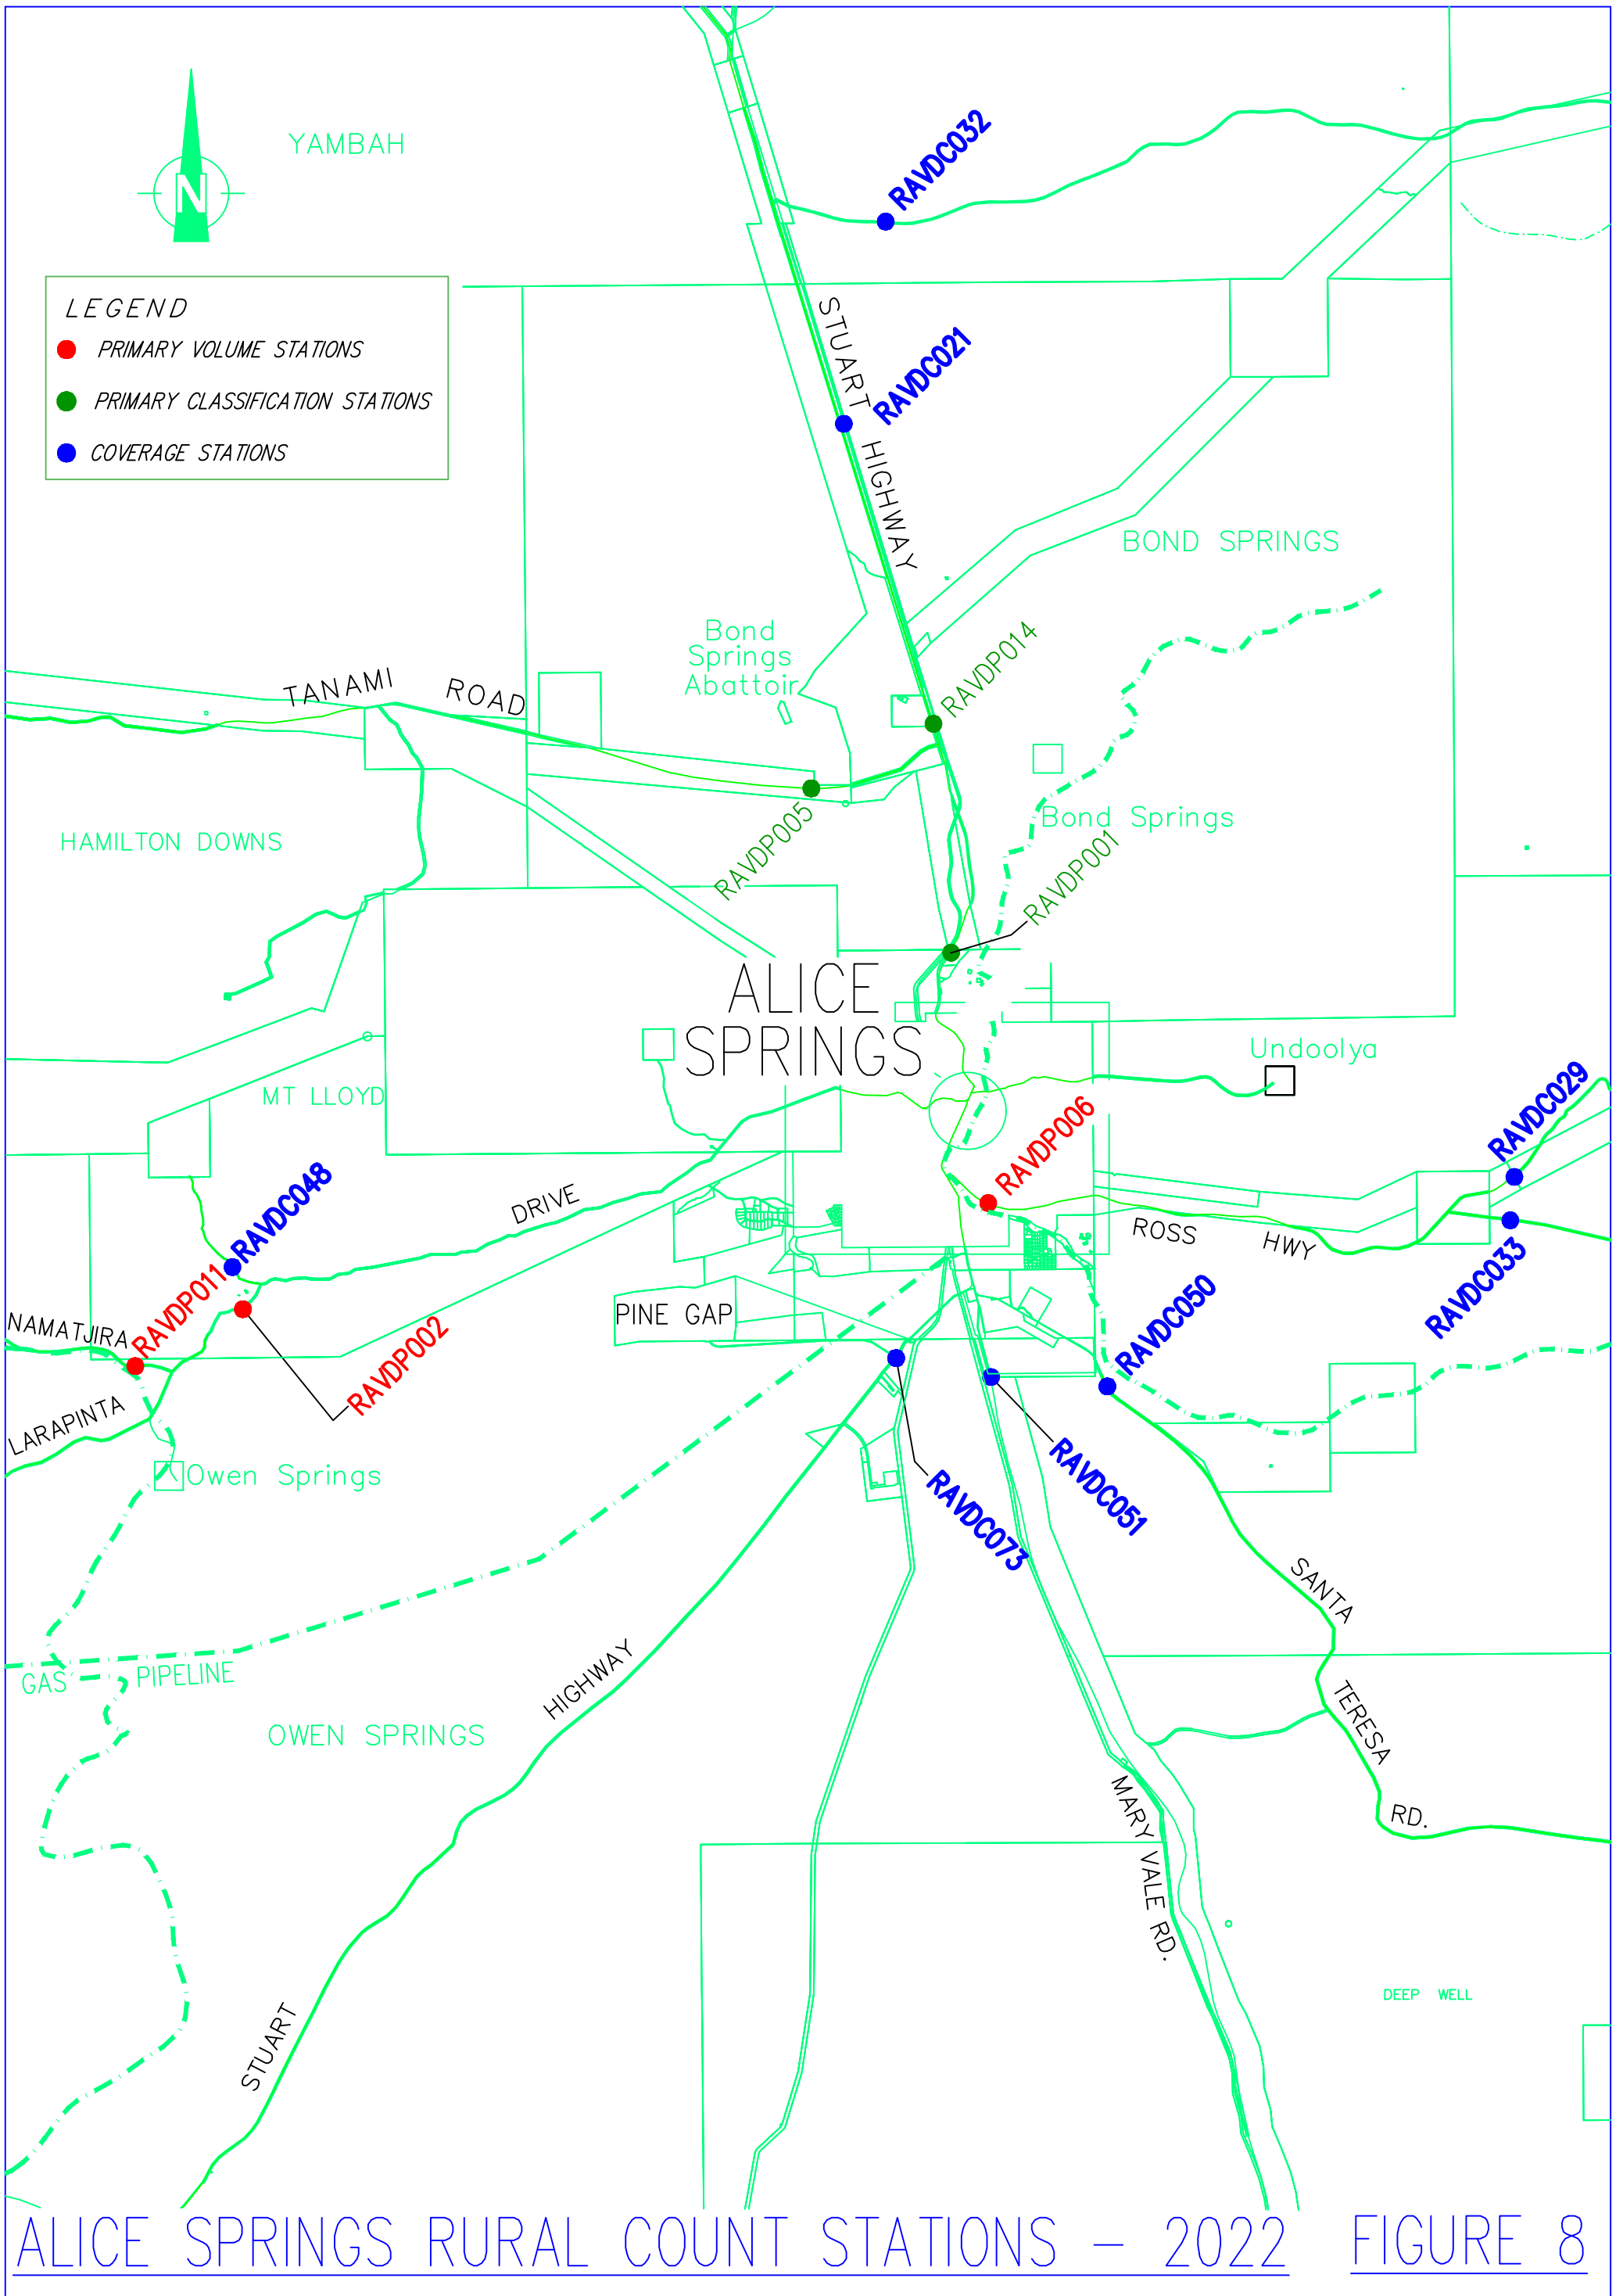 YAMBAH
N
LEGEND
PRIMARY VOLUME STATIONS
PRIMARY CLASSIFICATION STATIONS
COVERAGE STATIONS
RAVDC032
STUART HIGHWAY
RAVDC021
BOND SPRINGS
Bond
Springs
Abattoir
RAVDP014
TANAMI ROAD
RAVDP005
Bond Springs
RAVDP001
HAMILTON DOWNS
ALICE
SPRINGS
Undoolya
MT LLOYD
RAVDP006
RAVDC029
RAVDC048
DRIVE
ROSS HWY
RAVDC033
RAVDP011
RAVDP002
NAMATJIRA
PINE GAP
RAVDC050
LARAPINTA
Owen Springs
RAVDC051
RAVDC073
SANTA TERESA RD.
GAS PIPELINE
OWEN SPRINGS
STUART HIGHWAY
MARY VALE RD.
DEEP WELL
ALICE SPRINGS RURAL COUNT STATIONS - 2022 FIGURE 8